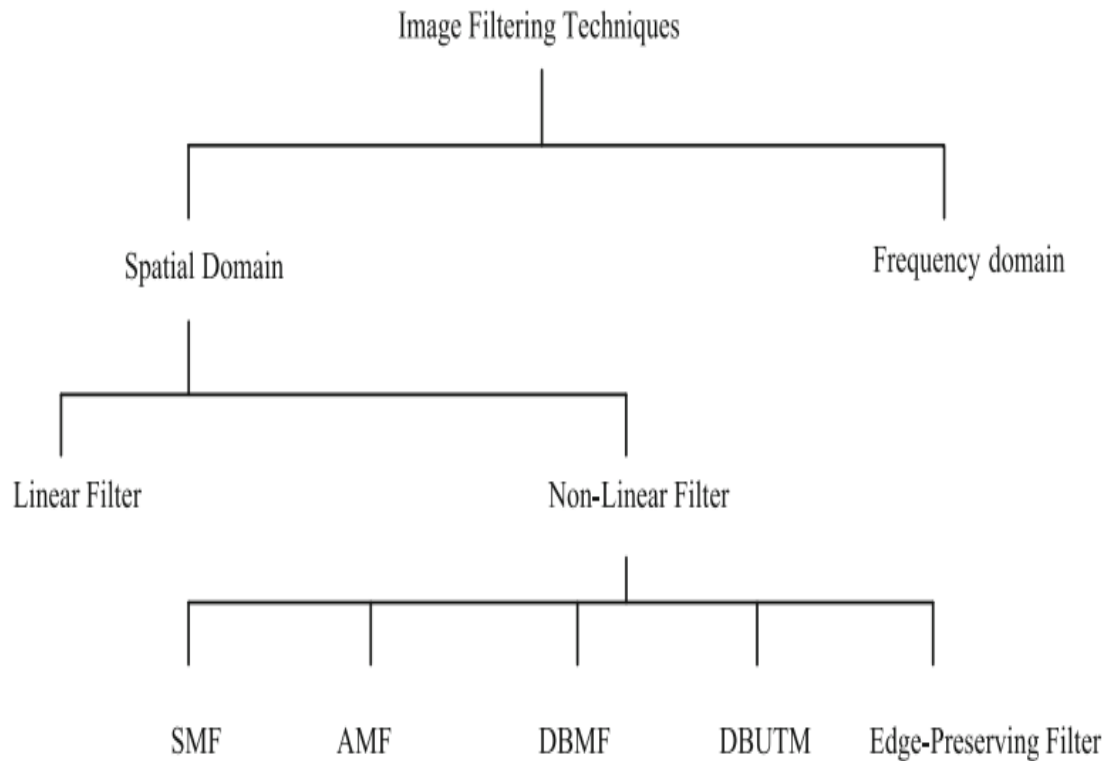 Image Filtering Techniques
Spatial Domain
Frequency domain
Linear Filter
Non-Linear Filter
SMF
AMF
DBMF
DBUTM
Edge-Preserving Filter